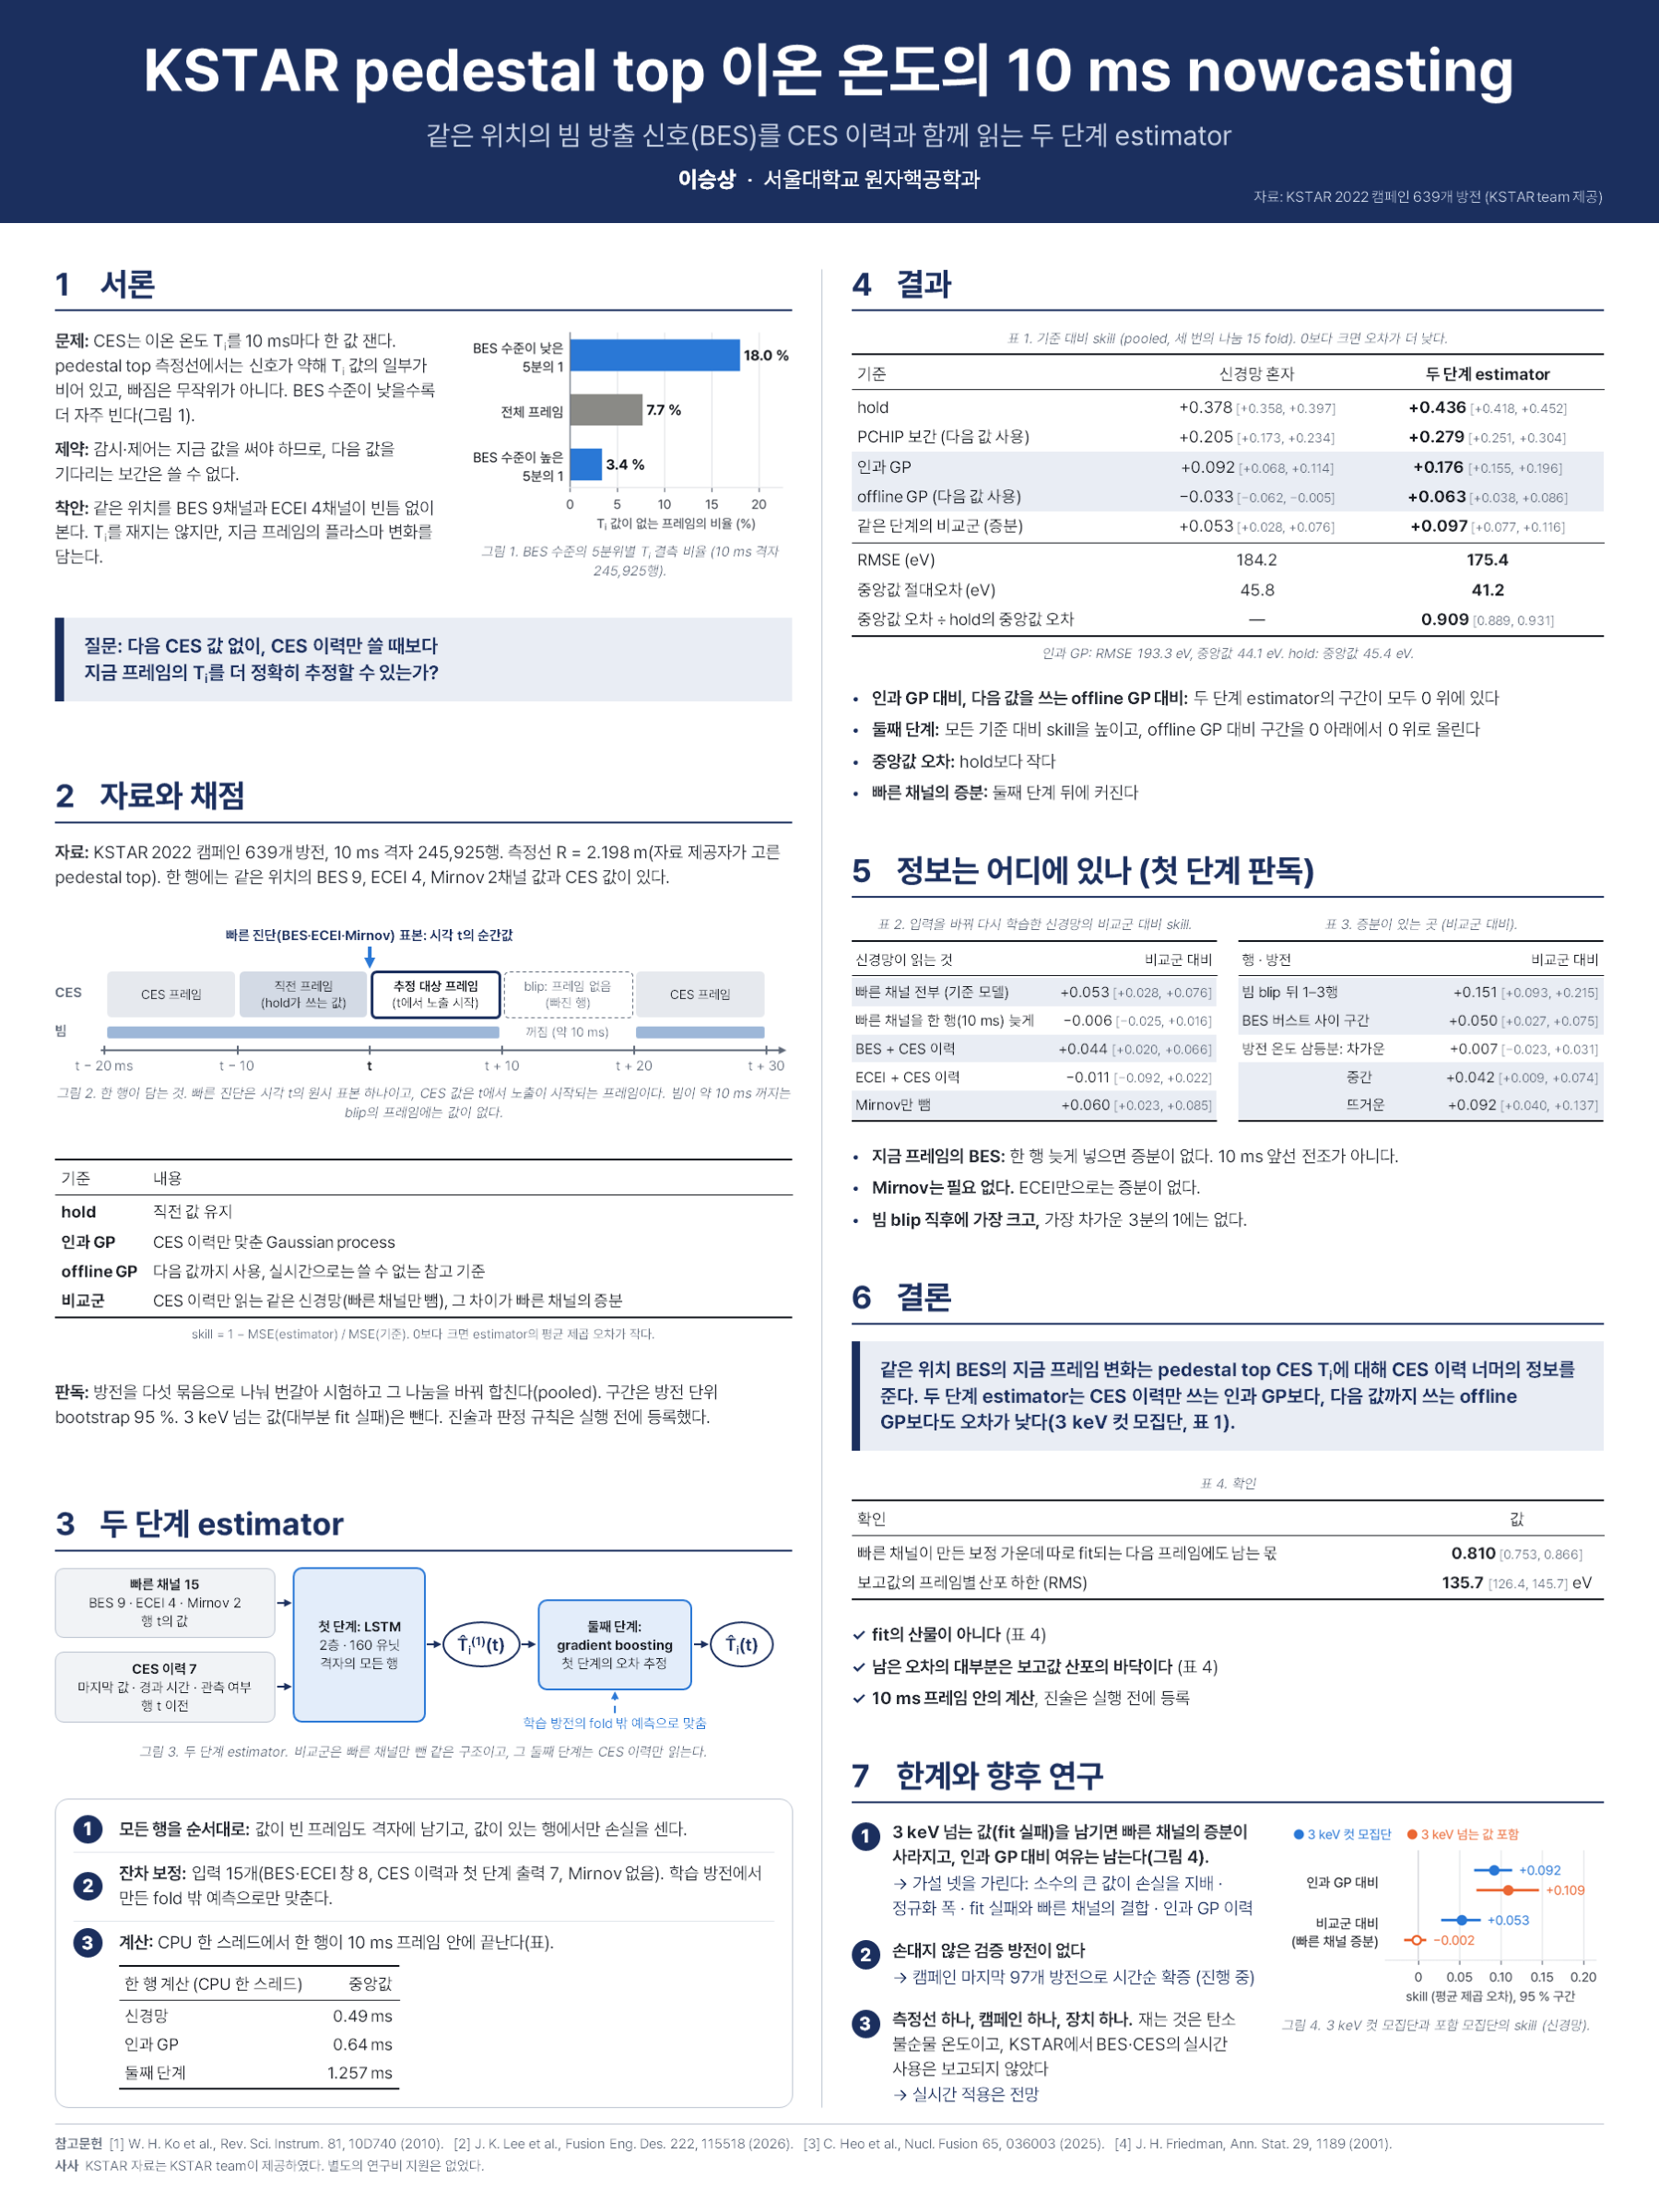 KSTAR pedestal top 이온 온도의 10 ms nowcasting
같은 위치의 빔 방출 신호(BES)를 CES 이력과 함께 읽는 두 단계 estimator
이승상 · 서울대학교 원자핵공학과
자료: KSTAR 2022 캠페인 639개 방전 (KSTAR team 제공)
1 서론
문제: CES는 이온 온도 Tᵢ를 10 ms마다 한 값 잰다.
pedestal top 측정선에서는 신호가 약해 Tᵢ 값의 일부가
비어 있고, 빠짐은 무작위가 아니다. BES 수준이 낮을수록
더 자주 빈다(그림 1).
제약: 감시·제어는 지금 값을 써야 하므로, 다음 값을
기다리는 보간은 쓸 수 없다.
착안: 같은 위치를 BES 9채널과 ECEI 4채널이 빈틈 없이
본다. Tᵢ를 재지는 않지만, 지금 프레임의 플라스마 변화를
담는다.
BES 수준이 낮은
5분의 1
18.0 %
전체 프레임
7.7 %
BES 수준이 높은
5분의 1
3.4 %
0 5 10 15 20
Tᵢ 값이 없는 프레임의 비율 (%)
그림 1. BES 수준의 5분위별 Tᵢ 결측 비율 (10 ms 격자
245,925행).
질문: 다음 CES 값 없이, CES 이력만 쓸 때보다
지금 프레임의 Tᵢ를 더 정확히 추정할 수 있는가?
2 자료와 채점
자료: KSTAR 2022 캠페인 639개 방전, 10 ms 격자 245,925행. 측정선 R = 2.198 m(자료 제공자가 고른
pedestal top). 한 행에는 같은 위치의 BES 9, ECEI 4, Mirnov 2채널 값과 CES 값이 있다.
빠른 진단(BES·ECEI·Mirnov) 표본: 시각 t의 순간값
CES
CES 프레임
직전 프레임
(hold가 쓰는 값)
추정 대상 프레임
(t에서 노출 시작)
blip: 프레임 없음
(빠진 행)
CES 프레임
빔
꺼짐 (약 10 ms)
t − 20 ms t − 10 t t + 10 t + 20 t + 30
그림 2. 한 행이 담는 것. 빠른 진단은 시각 t의 원시 표본 하나이고, CES 값은 t에서 노출이 시작되는 프레임이다. 빔이 약 10 ms 꺼지는
blip의 프레임에는 값이 없다.
기준 내용
hold 직전 값 유지
인과 GP CES 이력만 맞춘 Gaussian process
offline GP 다음 값까지 사용, 실시간으로는 쓸 수 없는 참고 기준
비교군 CES 이력만 읽는 같은 신경망(빠른 채널만 뺌), 그 차이가 빠른 채널의 증분
skill = 1 − MSE(estimator) / MSE(기준). 0보다 크면 estimator의 평균 제곱 오차가 작다.
판독: 방전을 다섯 묶음으로 나눠 번갈아 시험하고 그 나눔을 바꿔 합친다(pooled). 구간은 방전 단위
bootstrap 95 %. 3 keV 넘는 값(대부분 fit 실패)은 뺀다. 진술과 판정 규칙은 실행 전에 등록했다.
3 두 단계 estimator
빠른 채널 15
BES 9 · ECEI 4 · Mirnov 2
행 t의 값
CES 이력 7
마지막 값 · 경과 시간 · 관측 여부
행 t 이전
첫 단계: LSTM
2층 · 160 유닛
격자의 모든 행
T̂ᵢ⁽¹⁾(t)
둘째 단계:
gradient boosting
첫 단계의 오차 추정
T̂ᵢ(t)
학습 방전의 fold 밖 예측으로 맞춤
그림 3. 두 단계 estimator. 비교군은 빠른 채널만 뺀 같은 구조이고, 그 둘째 단계는 CES 이력만 읽는다.
1 모든 행을 순서대로: 값이 빈 프레임도 격자에 남기고, 값이 있는 행에서만 손실을 센다.
2 잔차 보정: 입력 15개(BES·ECEI 창 8, CES 이력과 첫 단계 출력 7, Mirnov 없음). 학습 방전에서
만든 fold 밖 예측으로만 맞춘다.
3 계산: CPU 한 스레드에서 한 행이 10 ms 프레임 안에 끝난다(표).
한 행 계산 (CPU 한 스레드) 중앙값
신경망 0.49 ms
인과 GP 0.64 ms
둘째 단계 1.257 ms
4 결과
표 1. 기준 대비 skill (pooled, 세 번의 나눔 15 fold). 0보다 크면 오차가 더 낮다.
기준 신경망 혼자 두 단계 estimator
hold +0.378 [+0.358, +0.397] +0.436 [+0.418, +0.452]
PCHIP 보간 (다음 값 사용) +0.205 [+0.173, +0.234] +0.279 [+0.251, +0.304]
인과 GP +0.092 [+0.068, +0.114] +0.176 [+0.155, +0.196]
offline GP (다음 값 사용) −0.033 [−0.062, −0.005] +0.063 [+0.038, +0.086]
같은 단계의 비교군 (증분) +0.053 [+0.028, +0.076] +0.097 [+0.077, +0.116]
RMSE (eV) 184.2 175.4
중앙값 절대오차 (eV) 45.8 41.2
중앙값 오차 ÷ hold의 중앙값 오차 — 0.909 [0.889, 0.931]
인과 GP: RMSE 193.3 eV, 중앙값 44.1 eV. hold: 중앙값 45.4 eV.
• 인과 GP 대비, 다음 값을 쓰는 offline GP 대비: 두 단계 estimator의 구간이 모두 0 위에 있다
• 둘째 단계: 모든 기준 대비 skill을 높이고, offline GP 대비 구간을 0 아래에서 0 위로 올린다
• 중앙값 오차: hold보다 작다
• 빠른 채널의 증분: 둘째 단계 뒤에 커진다
5 정보는 어디에 있나 (첫 단계 판독)
표 2. 입력을 바꿔 다시 학습한 신경망의 비교군 대비 skill.
신경망이 읽는 것 비교군 대비
빠른 채널 전부 (기준 모델) +0.053 [+0.028, +0.076]
빠른 채널을 한 행(10 ms) 늦게 −0.006 [−0.025, +0.016]
BES + CES 이력 +0.044 [+0.020, +0.066]
ECEI + CES 이력 −0.011 [−0.092, +0.022]
Mirnov만 뺌 +0.060 [+0.023, +0.085]
표 3. 증분이 있는 곳 (비교군 대비).
행 · 방전 비교군 대비
빔 blip 뒤 1–3행 +0.151 [+0.093, +0.215]
BES 버스트 사이 구간 +0.050 [+0.027, +0.075]
방전 온도 삼등분: 차가운 +0.007 [−0.023, +0.031]
중간 +0.042 [+0.009, +0.074]
뜨거운 +0.092 [+0.040, +0.137]
• 지금 프레임의 BES: 한 행 늦게 넣으면 증분이 없다. 10 ms 앞선 전조가 아니다.
• Mirnov는 필요 없다. ECEI만으로는 증분이 없다.
• 빔 blip 직후에 가장 크고, 가장 차가운 3분의 1에는 없다.
6 결론
같은 위치 BES의 지금 프레임 변화는 pedestal top CES Tᵢ에 대해 CES 이력 너머의 정보를
준다. 두 단계 estimator는 CES 이력만 쓰는 인과 GP보다, 다음 값까지 쓰는 offline
GP보다도 오차가 낮다(3 keV 컷 모집단, 표 1).
표 4. 확인
확인 값
빠른 채널이 만든 보정 가운데 따로 fit되는 다음 프레임에도 남는 몫 0.810 [0.753, 0.866]
보고값의 프레임별 산포 하한 (RMS) 135.7 [126.4, 145.7] eV
✓ fit의 산물이 아니다 (표 4)
✓ 남은 오차의 대부분은 보고값 산포의 바닥이다 (표 4)
✓ 10 ms 프레임 안의 계산, 진술은 실행 전에 등록
7 한계와 향후 연구
1 3 keV 넘는 값(fit 실패)을 남기면 빠른 채널의 증분이
사라지고, 인과 GP 대비 여유는 남는다(그림 4).
→ 가설 넷을 가린다: 소수의 큰 값이 손실을 지배 ·
정규화 폭 · fit 실패와 빠른 채널의 결합 · 인과 GP 이력
2 손대지 않은 검증 방전이 없다
→ 캠페인 마지막 97개 방전으로 시간순 확증 (진행 중)
3 측정선 하나, 캠페인 하나, 장치 하나. 재는 것은 탄소
불순물 온도이고, KSTAR에서 BES·CES의 실시간
사용은 보고되지 않았다
→ 실시간 적용은 전망
3 keV 컷 모집단 3 keV 넘는 값 포함
인과 GP 대비
+0.092
+0.109
비교군 대비
(빠른 채널 증분)
+0.053
−0.002
0 0.05 0.10 0.15 0.20
skill (평균 제곱 오차), 95 % 구간
그림 4. 3 keV 컷 모집단과 포함 모집단의 skill (신경망).
참고문헌 [1] W. H. Ko et al., Rev. Sci. Instrum. 81, 10D740 (2010). [2] J. K. Lee et al., Fusion Eng. Des. 222, 115518 (2026). [3] C. Heo et al., Nucl. Fusion 65, 036003 (2025). [4] J. H. Friedman, Ann. Stat. 29, 1189 (2001).
사사 KSTAR 자료는 KSTAR team이 제공하였다. 별도의 연구비 지원은 없었다.